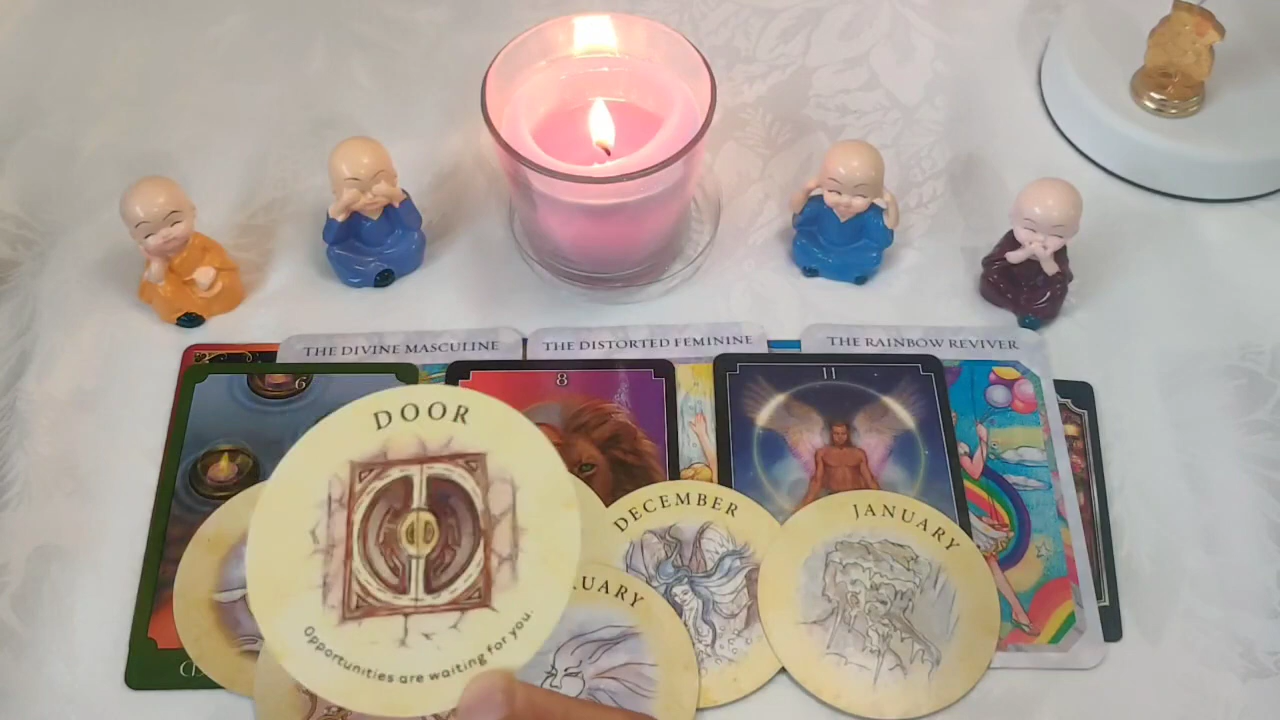 THE DIVINE MASCULINE
THE DISTORTED FEMININE
THE RAINBOW REVIVER
6
8
11
DOOR
Opportunities are waiting for you.
DECEMBER
JANUARY
UARY